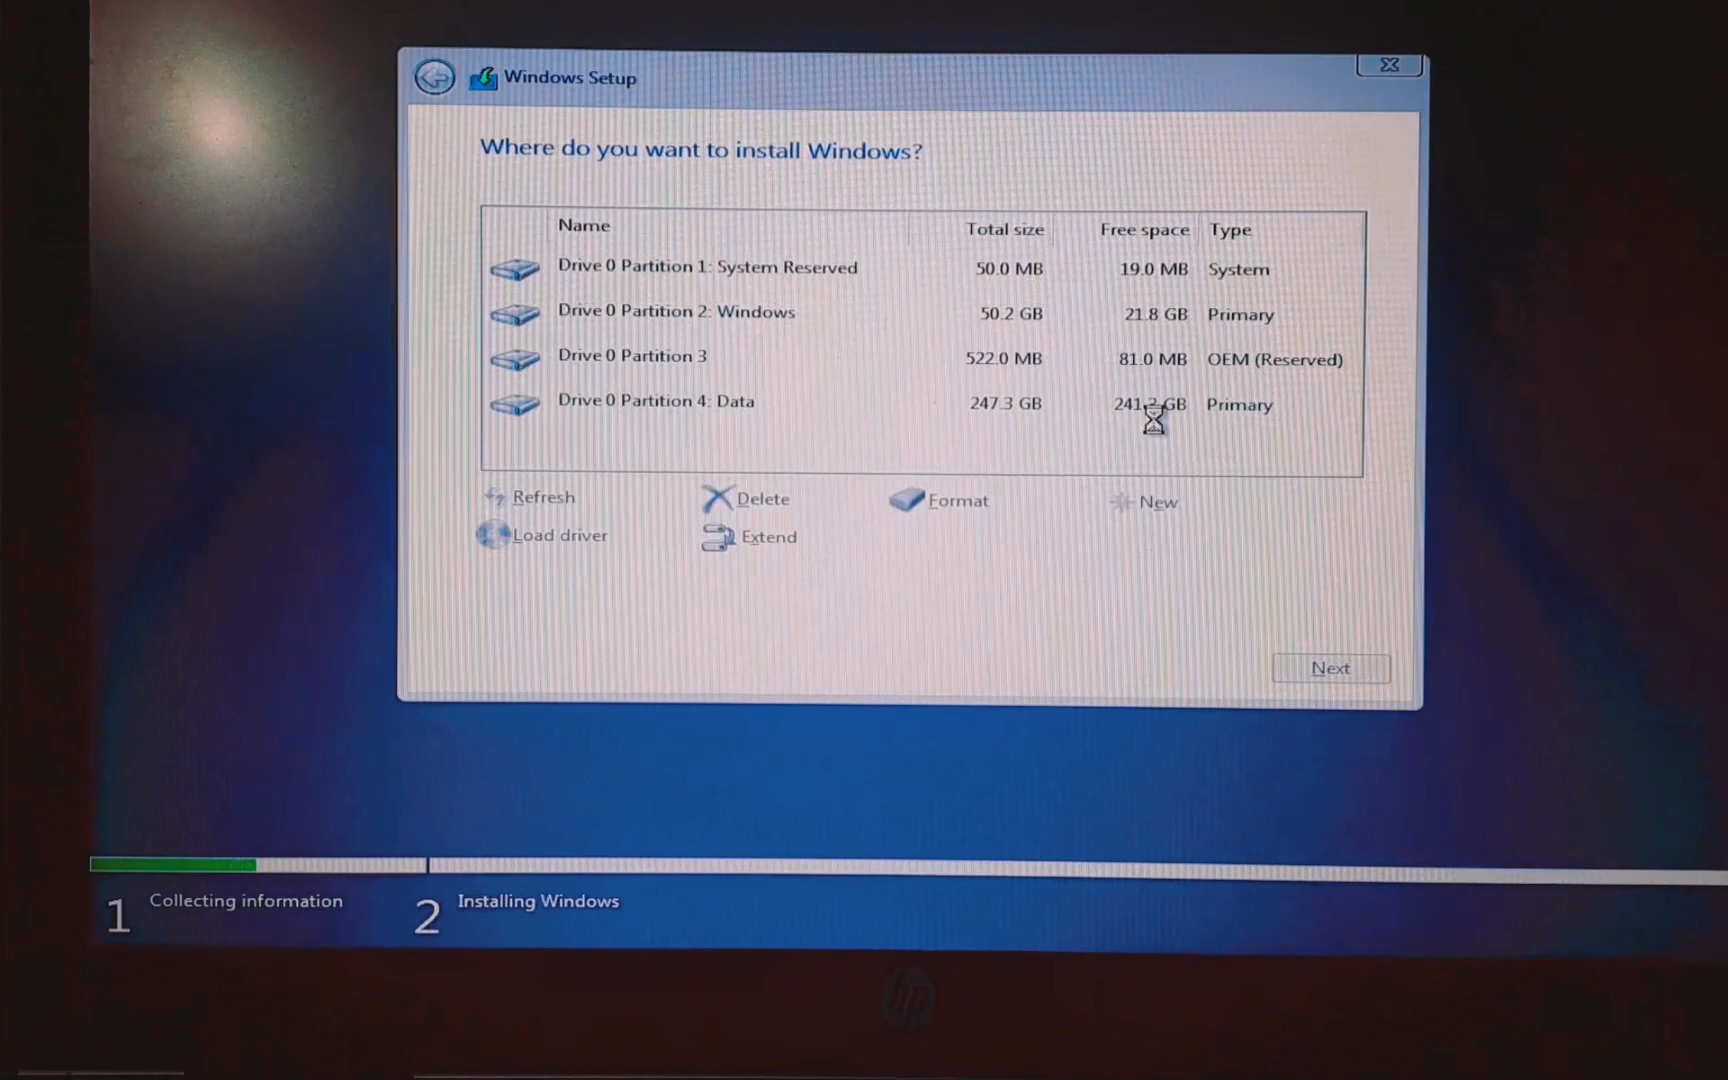 Windows Setup
Where do you want to install Windows?
Name Total size Free space Type
Drive 0 Partition 1: System Reserved 50.0 MB 19.0 MB System
Drive 0 Partition 2: Windows 50.2 GB 21.8 GB Primary
Drive 0 Partition 3 522.0 MB 81.0 MB OEM (Reserved)
Drive 0 Partition 4: Data 247.3 GB GB Primary
Refresh Delete Format New
Load driver Extend
Next
1 Collecting information 2 Installing Windows
hp